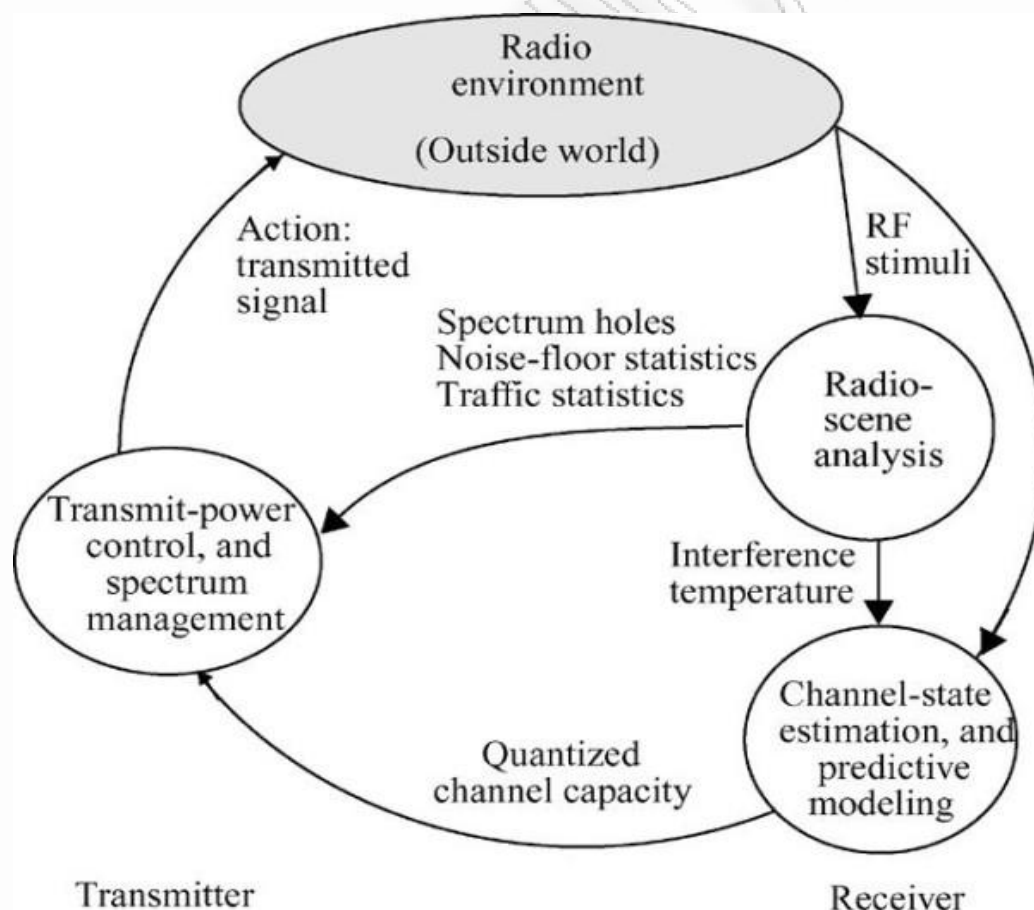 Radio
environment
(Outside world)
Action:
transmitted
signal
RF
stimuli
Spectrum holes
Noise-floor statistics
Traffic statistics
Radio-
scene
analysis
Transmit-power
control, and
spectrum
management
Interference
temperature
Channel-state
estimation, and
predictive
modeling
Quantized
channel capacity
Transmitter
Receiver